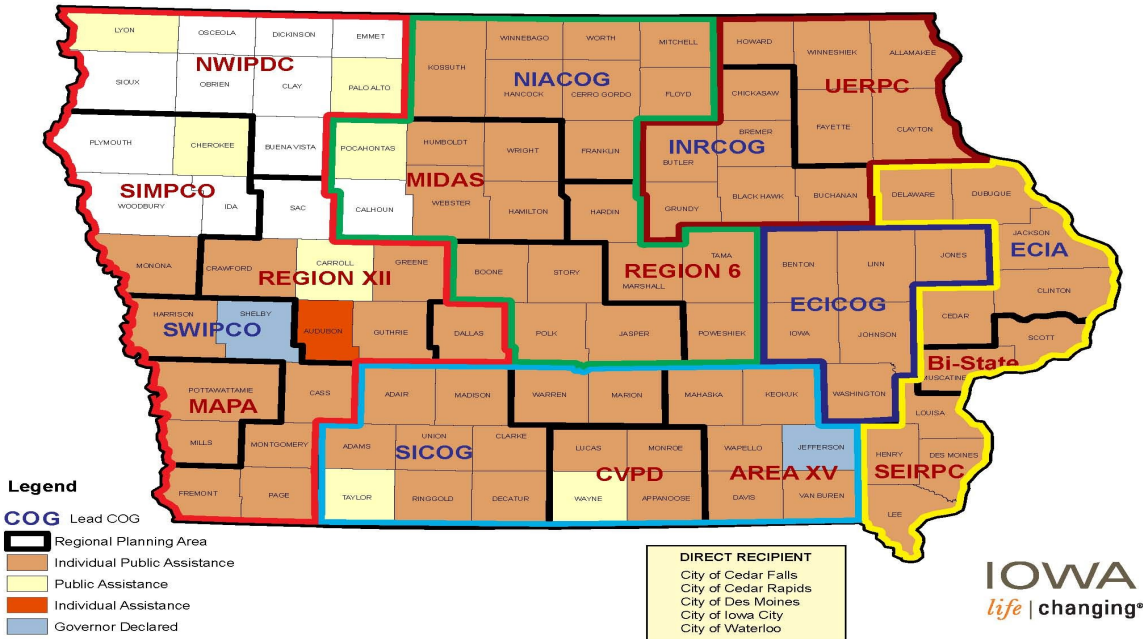 LYON
OSCEOLA
DICKINSON
EMMET
NWIPDC
SIOUX
OBRIEN
CLAY
PALO ALTO
KOSSUTH
WINNEBAGO
WORTH
MITCHELL
NIACOG
HANCOCK
CERRO GORDO
FLOYD
HOWARD
WINNESHIEK
ALLAMAKEE
UERPC
CHICKASAW
FAYETTE
CLAYTON
PLYMOUTH
CHEROKEE
BUENA VISTA
SIMPCO
WOODBURY
IDA
SAC
POCAHONTAS
HUMBOLDT
WRIGHT
FRANKLIN
MIDAS
CALHOUN
WEBSTER
HAMILTON
HARDIN
BREMER
INRCOG
BUTLER
GRUNDY
BLACK HAWK
BUCHANAN
DELAWARE
DUBUQUE
JACKSON
ECIA
CLINTON
CEDAR
SCOTT
MONONA
CRAWFORD
CARROLL
GREENE
REGION XII
BOONE
STORY
REGION 6
TAMA
MARSHALL
BENTON
LINN
JONES
ECICOG
IOWA
JOHNSON
WASHINGTON
HARRISON
SHELBY
SWIPCO
AUDUBON
GUTHRIE
DALLAS
POLK
JASPER
POWESHIEK
Bi-State
MUSCATINE
POTTAWATTAMIE
MAPA
CASS
MILLS
MONTGOMERY
FREMONT
PAGE
ADAIR
MADISON
WARREN
MARION
MAHASKA
KEOKUK
ADAMS
UNION
CLARKE
SICOG
LUCAS
MONROE
WAPELLO
JEFFERSON
CVPD
AREA XV
TAYLOR
RINGGOLD
DECATUR
WAYNE
APPANOOSE
DAVIS
VAN BUREN
LOUISA
HENRY
DES MOINES
SEIRPC
LEE
Legend
COG Lead COG
Regional Planning Area
Individual Public Assistance
Public Assistance
Individual Assistance
Governor Declared
DIRECT RECIPIENT
City of Cedar Falls
City of Cedar Rapids
City of Des Moines
City of Iowa City
City of Waterloo
IOWA
life | changing®